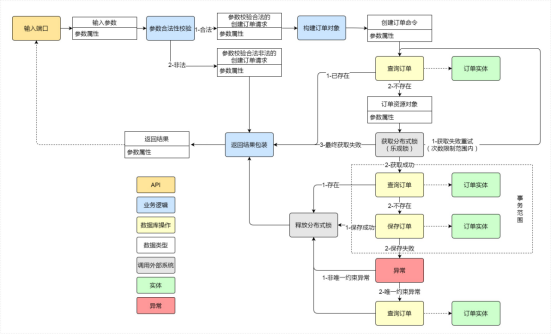 输入端口
输入参数
参数属性
参数合法性校验
1-合法
参数校验合法的
创建订单请求
参数属性
构建订单对象
创建订单命令
参数属性
2-非法
参数校验合法非法的
创建订单请求
参数属性
1-已存在
查询订单
订单实体
2-不存在
订单资源对象
参数属性
返回结果
参数属性
返回结果包装
3-最终获取失败
获取分布式锁
（乐观锁）
1-获取失败重试
（次数限制范围内）
2-获取成功
1-存在
查询订单
订单实体
事务范围
2-不存在
释放分布式锁
1-保存成功
保存订单
订单实体
2-保存失败
1-非唯一约束异常
异常
2-唯一约束异常
查询订单
订单实体
API
业务逻辑
数据库操作
数据类型
调用外部系统
实体
异常